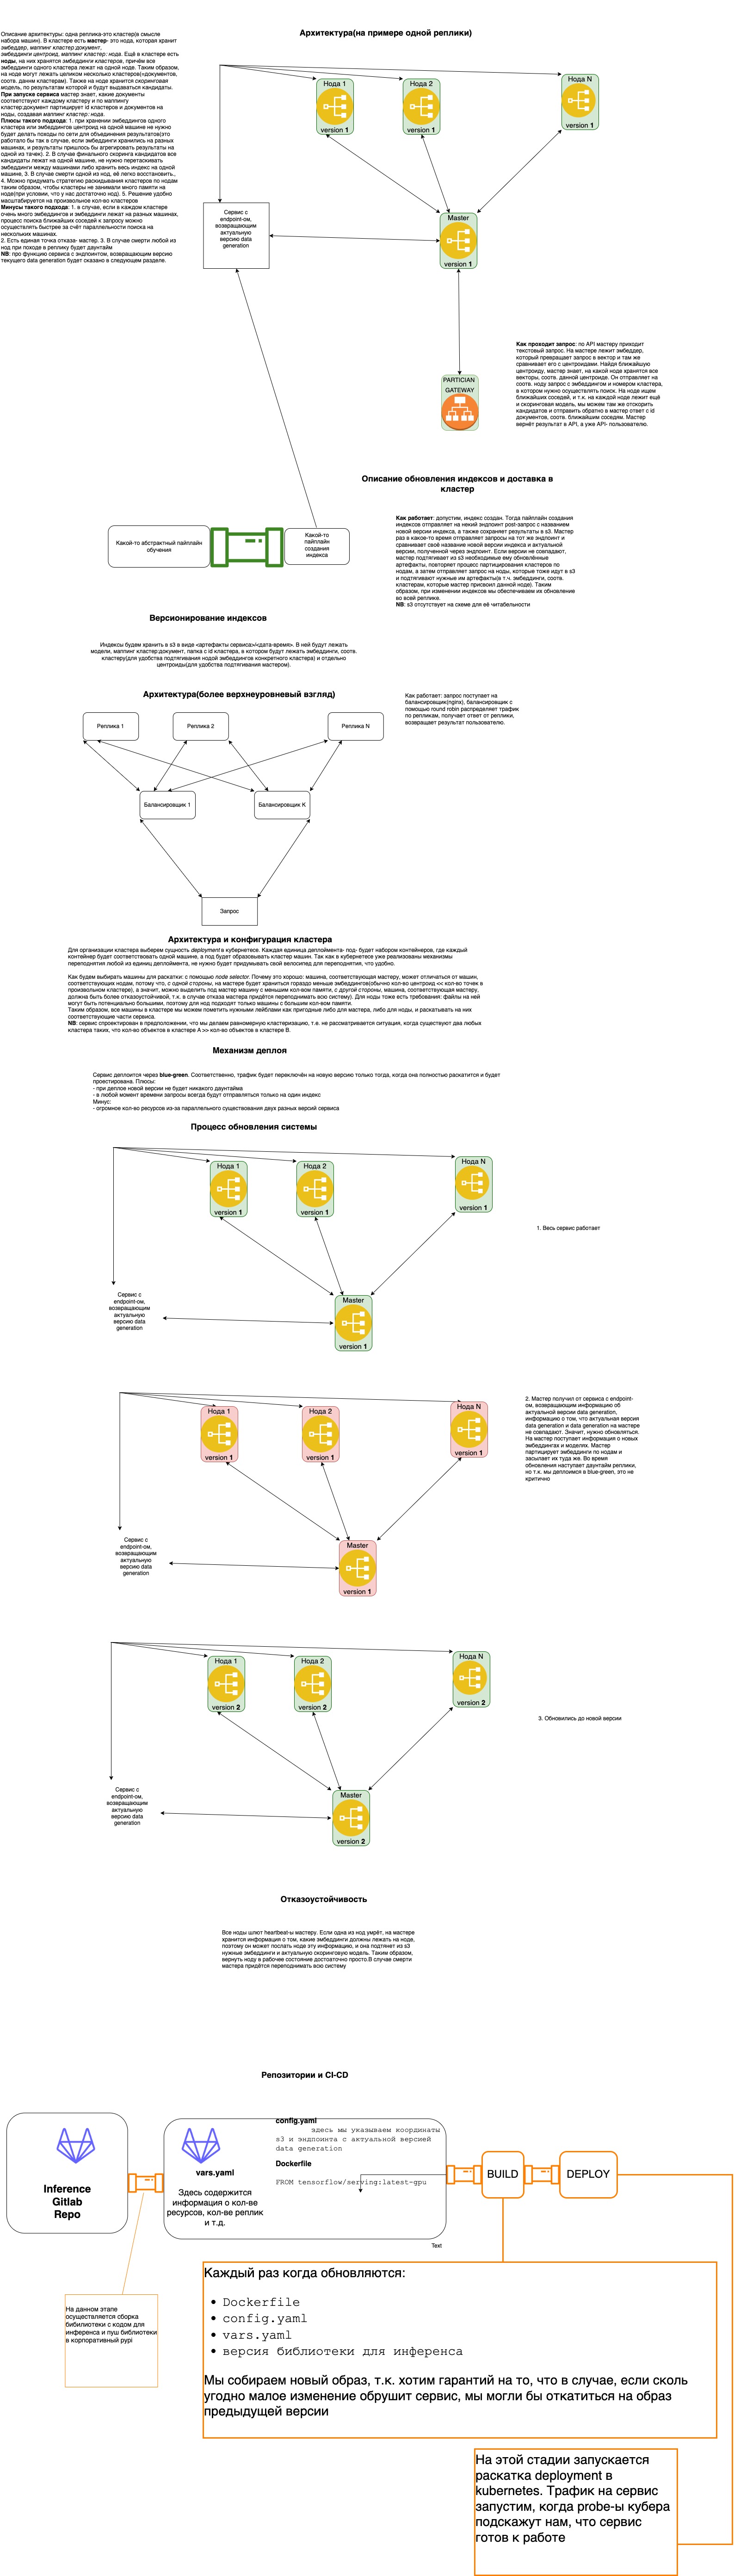 Архитектура(на примере одной реплики)
Описание архитектуры: одна реплика-это кластер(в смысле
набора машин). В кластере есть мастер- это нода, которая хранит
эмбеддер, маппинг кластер:документ,
эмбеддинги центроид, маппинг кластер: нода. Ещё в кластере есть
ноды, на них хранятся эмбеддинги кластеров, причём все
эмбеддинги одного кластера лежат на одной ноде. Таким образом,
на ноде могут лежать целиком несколько кластеров(=документов,
соотв. данным кластерам). Также на ноде хранится скоринговая
модель, по результатам которой и будут выдаваться кандидаты.
При запуске сервиса мастер знает, какие документы
соответствуют каждому кластеру и по маппингу
кластер:документ партицирует id кластеров и документов на
ноды, создавая маппинг кластер: нода.
Плюсы такого подхода: 1. при хранении эмбеддингов одного
кластера или эмбеддингов центроид на одной машине не нужно
будет делать походы по сети для объединения результатов(это
работало бы так в случае, если эмбеддинги хранились на разных
машинах, и результаты пришлось бы агрегировать результаты на
одной из тачек). 2. В случае финального скоринга кандидатов все
кандидаты лежат на одной машине, не нужно перетаскивать
эмбеддинги между машинами либо хранить весь индекс на одной
машине, 3. В случае смерти одной из нод, её легко восстановить.,
4. Можно придумать стратегию раскидывания кластеров по нодам
таким образом, чтобы кластеры не занимали много памяти на
ноде(при условии, что у нас достаточно нод). 5. Решение удобно
масштабируется на произвольное кол-во кластеров
Минусы такого подхода: 1. в случае, если в каждом кластере
очень много эмбеддингов и эмбеддинги лежат на разных машинах,
процесс поиска ближайших соседей к запросу можно
осуществлять быстрее за счёт параллельности поиска на
нескольких машинах.
2. Есть единая точка отказа- мастер. 3. В случае смерти любой из
нод при походе в реплику будет даунтайм
NB: про функцию сервиса с эндпоинтом, возвращающим версию
текущего data generation будет сказано в следующем разделе.
Нода 1
version 1
Нода 2
version 1
Нода N
version 1
Сервис с
endpoint-ом,
возвращающим
актуальную
версию data
generation
Master
version 1
PARTICIAN
GATEWAY
Как проходит запрос: по API мастеру приходит
текстовый запрос. На мастере лежит эмбеддер,
который превращает запрос в вектор и там же
сравнивает его с центроидами. Найдя ближайшую
центроиду, мастер знает, на какой ноде хранятся все
векторы, соотв. данной центроиде. Он отправляет на
соотв. ноду запрос с эмбеддингом и номером кластера,
в котором нужно осуществлять поиск. На ноде ищем
ближайших соседей, и т.к. на каждой ноде лежит ещё
и скоринговая модель, мы можем там же отскорить
кандидатов и отправить обратно в мастер ответ с id
документов, соотв. ближайшим соседям. Мастер
вернёт результат в API, а уже API- пользователю.
Описание обновления индексов и доставка в
кластер
Какой-то абстрактный пайплайн
обучения
Какой-то
пайплайн
создания
индекса
Как работает: допустим, индекс создан. Тогда пайплайн создания
индексов отправляет на некий эндпоинт post-запрос с названием
новой версии индекса, а также сохраняет результаты в s3. Мастер
раз в какое-то время отправляет запросы на тот же эндпоинт и
сравнивает своё название новой версии индекса и актуальной
версии, полученной через эндпоинт. Если версии не совпадают,
мастер подтягивает из s3 необходимые ему обновлённые
артефакты, повторяет процесс партицирования кластеров по
нодам, а затем отправляет запрос на ноды, которые тоже идут в s3
и подтягивают нужные им артефакты(в т.ч. эмбеддинги, соотв.
кластерам, которые мастер присвоил данной ноде). Таким
образом, при изменении индексов мы обеспечиваем их обновление
во всей реплике.
NB: s3 отсутствует на схеме для её читабельности
Версионирование индексов
Индексы будем хранить в s3 в виде <артефакты сервиса>/<дата-время>. В ней будут лежать
модели, маппинг кластер:документ, папка с id кластера, в котором будут лежать эмбеддинги, соотв.
кластеру(для удобства подтягивания нодой эмбеддингов конкретного кластера) и отдельно
центроиды(для удобства подтягивания мастером).
Архитектура(более верхнеуровневый взгляд)
Как работает: запрос поступает на
балансировщик(nginx), балансировщик с
помощью round robin распределяет трафик
по репликам, получает ответ от реплики,
возвращает результат пользователю.
Реплика 1
Реплика 2
Реплика N
Балансировщик 1
Балансировщик K
Запрос
Архитектура и конфигурация кластера
Для организации кластера выберем сущность deployment в кубернетесе. Каждая единица деплоймента- под- будет набором контейнеров, где каждый
контейнер будет соответствовать одной машине, а под будет образовывать кластер машин. Так как в кубернетесе уже реализованы механизмы
переподнятия любой из единиц деплоймента, не нужно будет придумывать свой велосипед для переподнятия, что удобно.
Как будем выбирать машины для раскатки: с помощью node selector. Почему это хорошо: машина, соответствующая мастеру, может отличаться от машин,
соответствующих нодам, потому что, с одной стороны, на мастере будет храниться гораздо меньше эмбеддингов(обычно кол-во центроид << кол-во точек в
произвольном кластере), а значит, можно выделить под мастер машину с меньшим кол-вом памяти, с другой стороны, машина, соответствующая мастеру,
должна быть более отказоустойчивой, т.к. в случае отказа мастера придётся переподнимать всю систему). Для ноды тоже есть требования: файлы на ней
могут быть потенциально большими, поэтому для нод подходят только машины с большим кол-вом памяти.
Таким образом, все машины в кластере мы можем пометить нужными лейблами как пригодные либо для мастера, либо для ноды, и раскатывать на них
соответствующие части сервиса.
NB: сервис спроектирован в предположении, что мы делаем равномерную кластеризацию, т.е. не рассматривается ситуация, когда существуют два любых
кластера таких, что кол-во объектов в кластере A >> кол-во объектов в кластере B.
Механизм деплоя
Сервис деплоится через blue-green. Соответственно, трафик будет переключён на новую версию только тогда, когда она полностью раскатится и будет
протестирована. Плюсы:
- при деплое новой версии не будет никакого даунтайма
- в любой момент времени запросы всегда будут отправляться только на один индекс
Минус:
- огромное кол-во ресурсов из-за параллельного существования двух разных версий сервиса
Процесс обновления системы
Нода 1
version 1
Нода 2
version 1
Нода N
version 1
1. Весь сервис работает
Сервис с
endpoint-ом,
возвращающим
актуальную
версию data
generation
Master
version 1
Нода 1
version 1
Нода 2
version 1
Нода N
version 1
2. Мастер получил от сервиса с endpoint-
ом, возвращающим информацию об
актуальной версии data generation,
информацию о том, что актуальная версия
data generation и data generation на мастере
не совпадают. Значит, нужно обновляться.
На мастер поступает информация о новых
эмбеддингах и моделях. Мастер
партицирует эмбеддинги по нодам и
засылает их туда же. Во время
обновления наступает даунтайм реплики,
но т.к. мы деплоимся в blue-green, это не
критично
Сервис с
endpoint-ом,
возвращающим
актуальную
версию data
generation
Master
version 1
Нода 1
version 2
Нода 2
version 2
Нода N
version 2
3. Обновились до новой версии
Сервис с
endpoint-ом,
возвращающим
актуальную
версию data
generation
Master
version 2
Отказоустойчивость
Все ноды шлют heartbeat-ы мастеру. Если одна из нод умрёт, на мастере
хранится информация о том, какие эмбеддинги должны лежать на ноде,
поэтому он может послать ноде эту информацию, и она подтянет из s3
нужные эмбеддинги и актуальную скоринговую модель. Таким образом,
вернуть ноду в рабочее состояние достаточно просто.В случае смерти
мастера придётся переподнимать всю систему
Репозитории и CI-CD
Inference
Gitlab
Repo
vars.yaml
Здесь содержится
информация о кол-ве
ресурсов, кол-ве реплик
и т.д.
config.yaml
здесь мы указываем координаты
s3 и эндпоинта с актуальной версией
data generation
Dockerfile
FROM tensorflow/serving:latest-gpu
Text
BUILD
DEPLOY
На данном этапе
осуществляется сборка
библиотеки с кодом для
инференса и пуш библиотеки
в корпоративный pypi
Каждый раз когда обновляются:
• Dockerfile
• config.yaml
• vars.yaml
• версия библиотеки для инференса
Мы собираем новый образ, т.к. хотим гарантий на то, что в случае, если сколь
угодно малое изменение обрушит сервис, мы могли бы откатиться на образ
предыдущей версии
На этой стадии запускается
раскатка deployment в
kubernetes. Трафик на сервис
запустим, когда probe-ы кубера
подскажут нам, что сервис
готов к работе